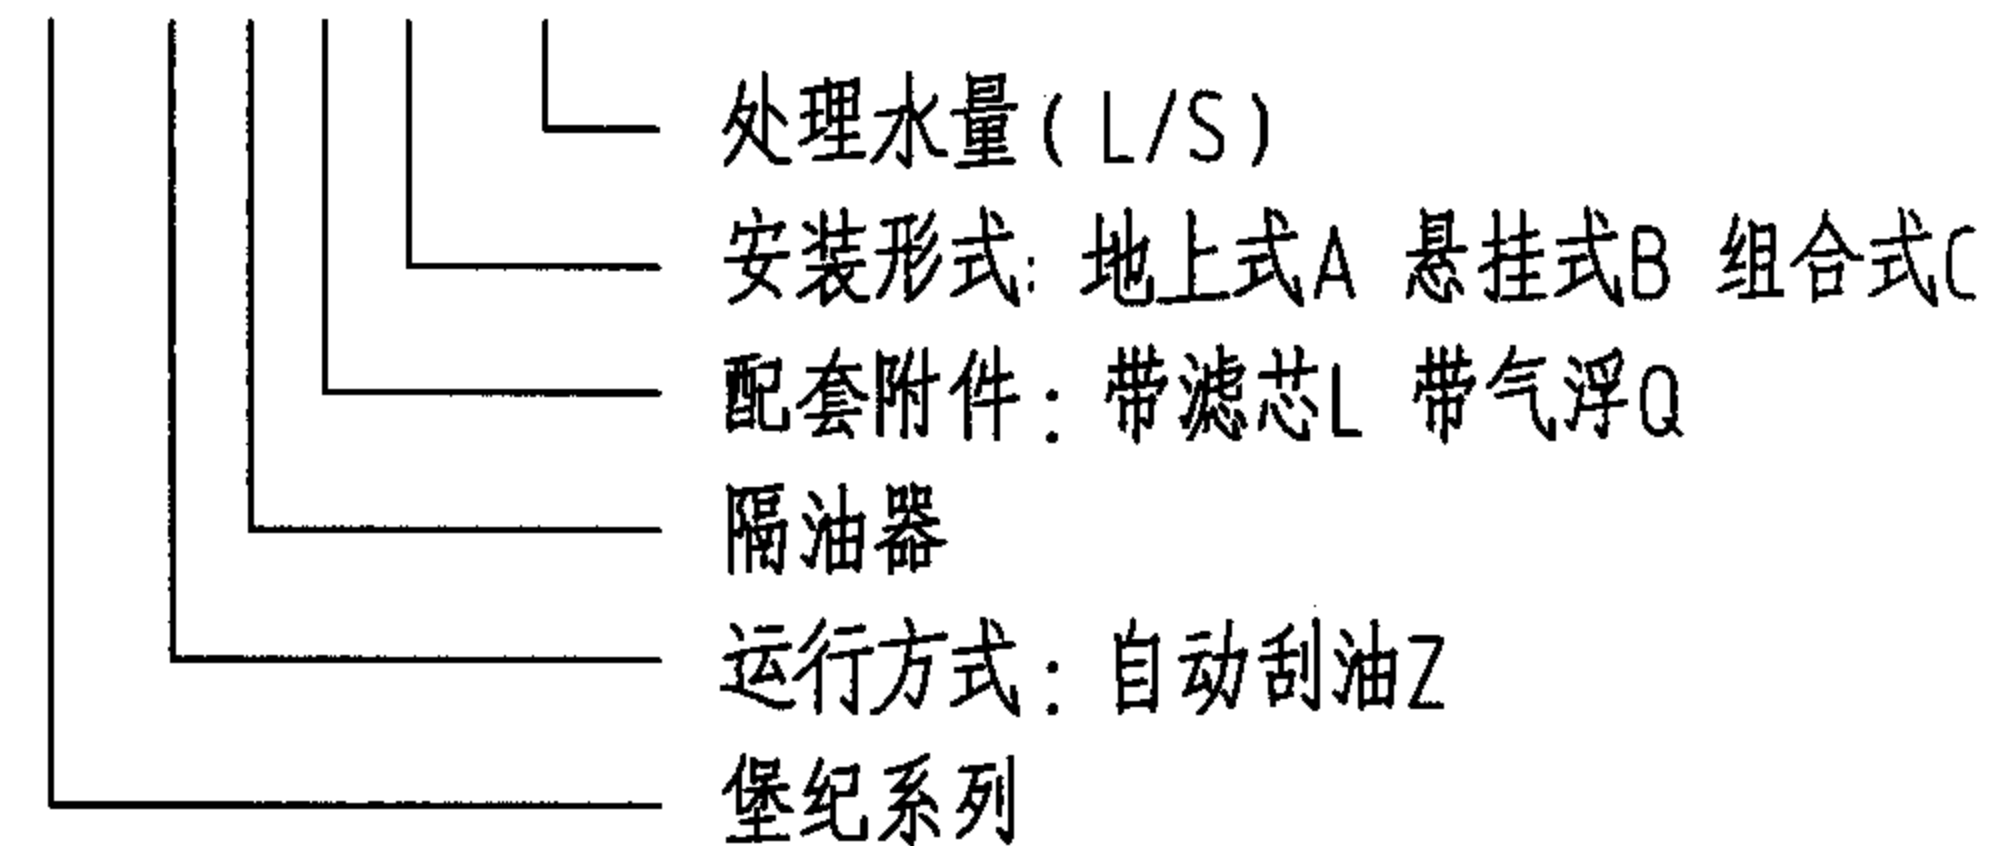 处理水量(L/S)
安装形式: 地上式A 悬挂式B 组合式C
配套附件: 带滤芯L 带气浮Q
隔油器
运行方式: 自动刮油Z
堡纪系列